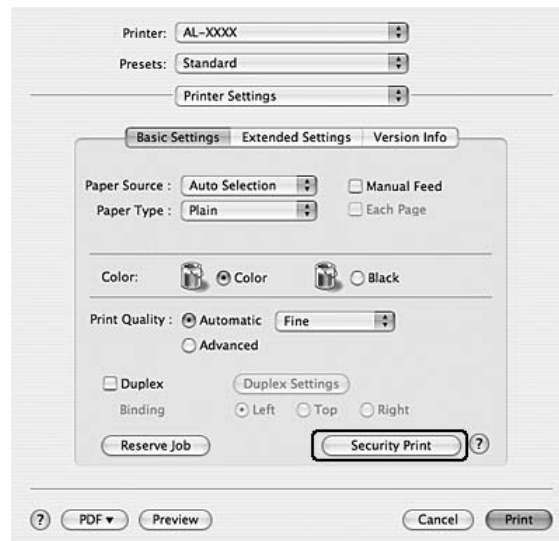 Printer: AL-XXXX
Presets: Standard
Printer Settings
Basic Settings Extended Settings Version Info
Paper Source : Auto Selection Manual Feed
Paper Type : Plain Each Page
Color: Color Black
Print Quality : Automatic Fine
Advanced
Duplex Duplex Settings
Binding Left Top Right
Reserve Job Security Print ?
? PDF Preview Cancel Print